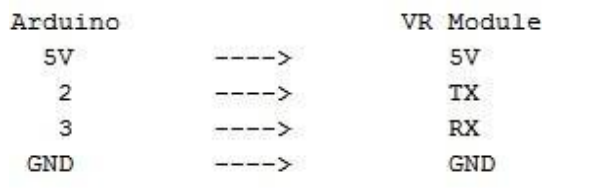 Arduino VR Module
5V ----> 5V
2 ----> TX
3 ----> RX
GND ----> GND